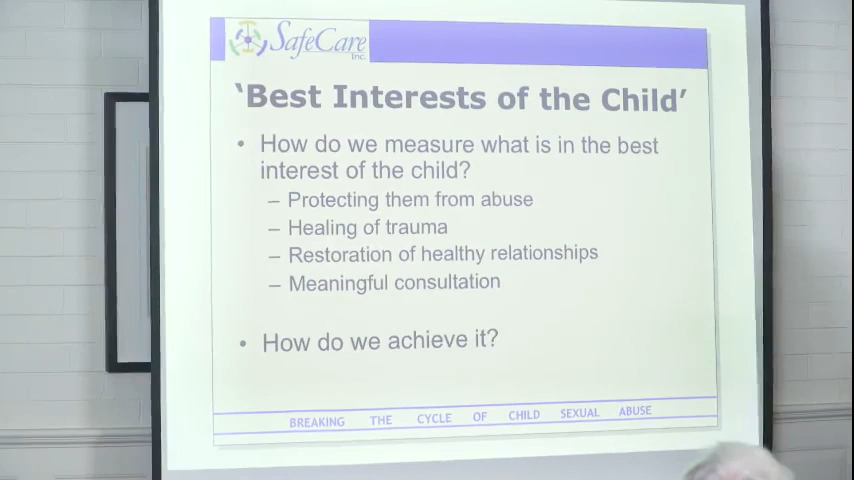 SafeCare
Inc.
‘Best Interests of the Child’
• How do we measure what is in the best
interest of the child?
– Protecting them from abuse
– Healing of trauma
– Restoration of healthy relationships
– Meaningful consultation
• How do we achieve it?
BREAKING THE CYCLE OF CHILD SEXUAL ABUSE